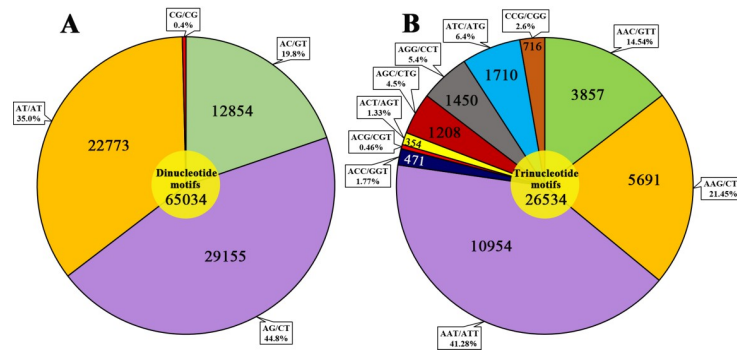 A
CG/CG
0.4%
AC/GT
19.8%
AT/AT
35.0%
12854
22773
Dinucleotide
motifs
65034
29155
AG/CT
44.8%
B
CCG/CGG
2.6%
ATC/ATG
6.4%
AGG/CCT
5.4%
AGC/CTG
4.5%
ACT/AGT
1.33%
ACG/CGT
0.46%
ACC/GGT
1.77%
AAC/GTT
14.54%
716
1710
1450
1208
354
471
3857
5691
Trinucleotide
motifs
26534
10954
AAG/CT
21.45%
AAT/ATT
41.28%